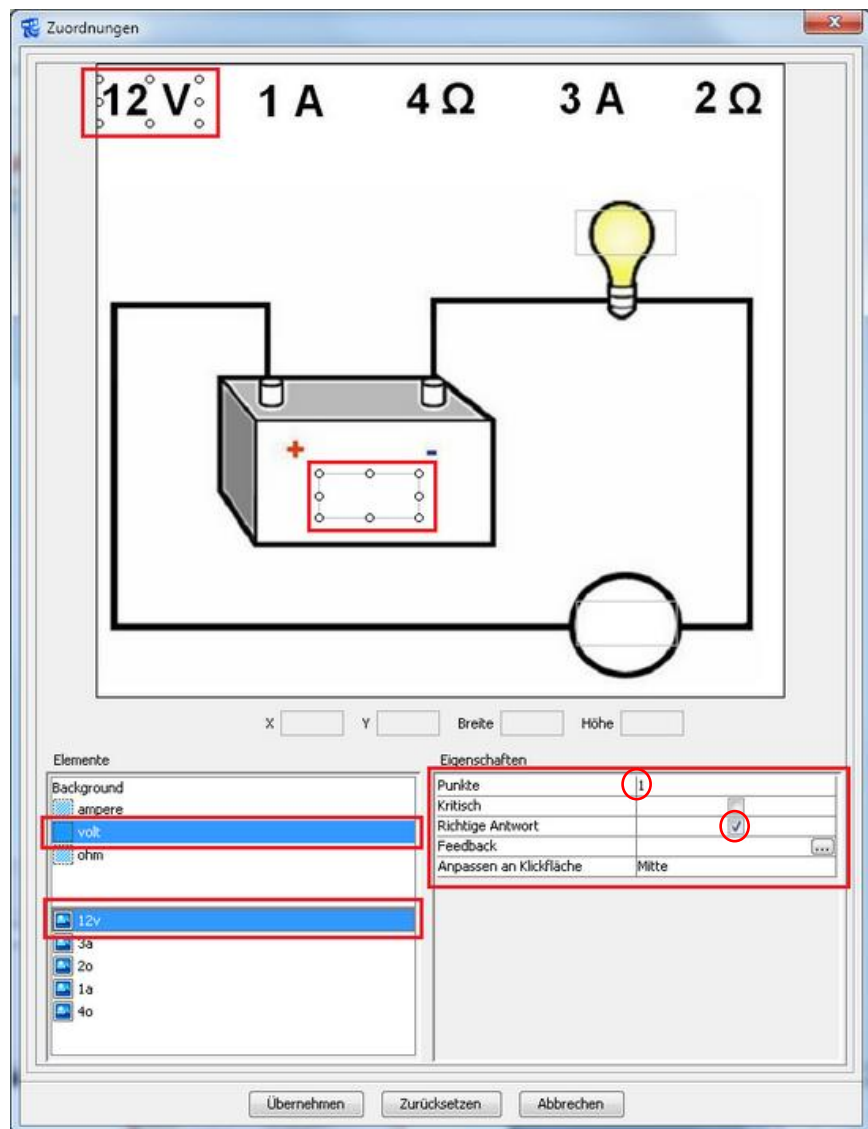 Zuordnungen
12 V 1 A 4 Ω 3 A 2 Ω
+ -
X Y Breite Höhe
Elemente
Background
ampere
volt
ohm
12v
3a
2o
1a
4o
Eigenschaften
Punkte 1
Kritisch
Richtige Antwort
Feedback ...
Anpassen an Klickfläche Mitte
Übernehmen Zurücksetzen Abbrechen